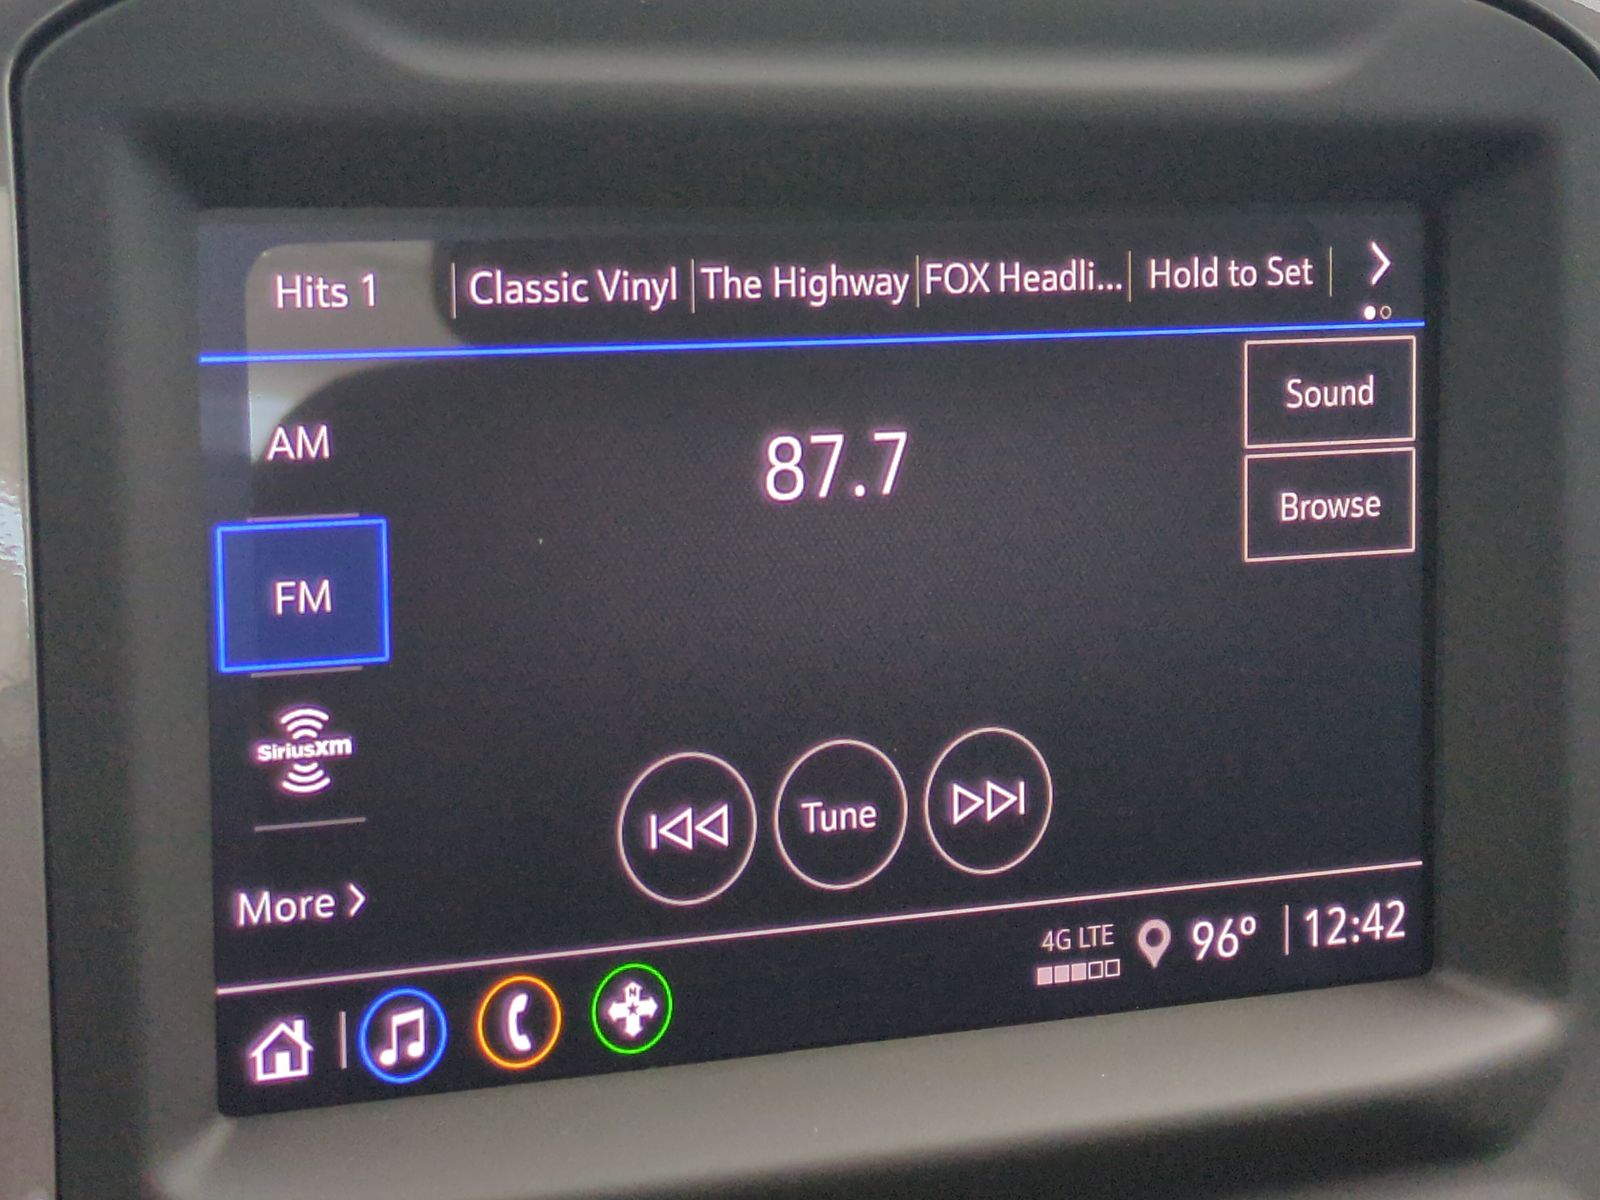 Hits 1
Classic Vinyl
The Highway
FOX Headli...
Hold to Set
AM
87.7
Sound
Browse
FM
SiriusXm
Tune
More
4G LTE
96°
12:42
N